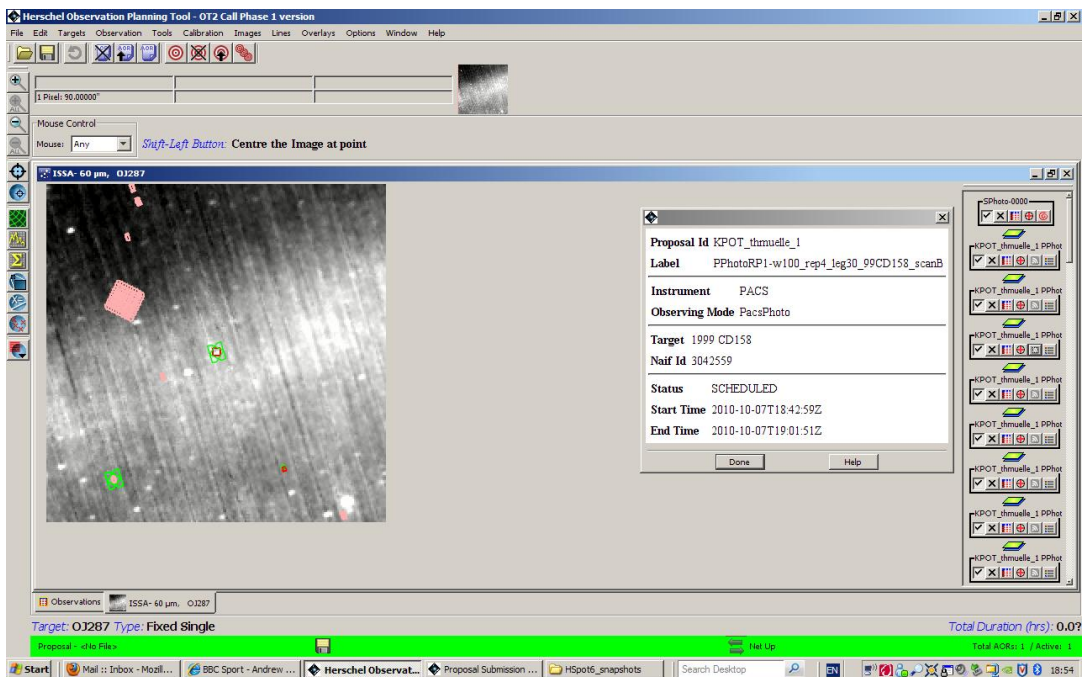 Herschel Observation Planning Tool - OT2 Call Phase 1 version
File Edit Targets Observation Tools Calibration Images Lines Overlays Options Window Help
AOR AOR
ALL
1 Pixel: 90.00000"
ALL
Mouse Control
Mouse: Any Shift-Left Button: Centre the Image at point
ISSA- 60 µm, OJ287
SPhoto-0000
KPOT_thmuelle_1 PPhot
KPOT_thmuelle_1 PPhot
KPOT_thmuelle_1 PPhot
KPOT_thmuelle_1 PPhot
KPOT_thmuelle_1 PPhot
KPOT_thmuelle_1 PPhot
KPOT_thmuelle_1 PPhot
KPOT_thmuelle_1 PPhot
Proposal Id KPOT_thmuelle_1
Label PPhotoRP1-w100_rep4_leg30_99CD158_scanB
Instrument PACS
Observing Mode PacsPhoto
Target 1999 CD158
Naif Id 3042559
Status SCHEDULED
Start Time 2010-10-07T18:42:59Z
End Time 2010-10-07T19:01:51Z
Done Help
Observations ISSA- 60 µm, OJ287
Target: OJ287 Type: Fixed Single Total Duration (hrs): 0.0?
Proposal - <No File> Net Up Total AORs: 1 / Active: 1
Start Mail :: Inbox - Mozill... BBC Sport - Andrew ... Herschel Observat... Proposal Submission ... HSpot6_snapshots Search Desktop EN 18:54